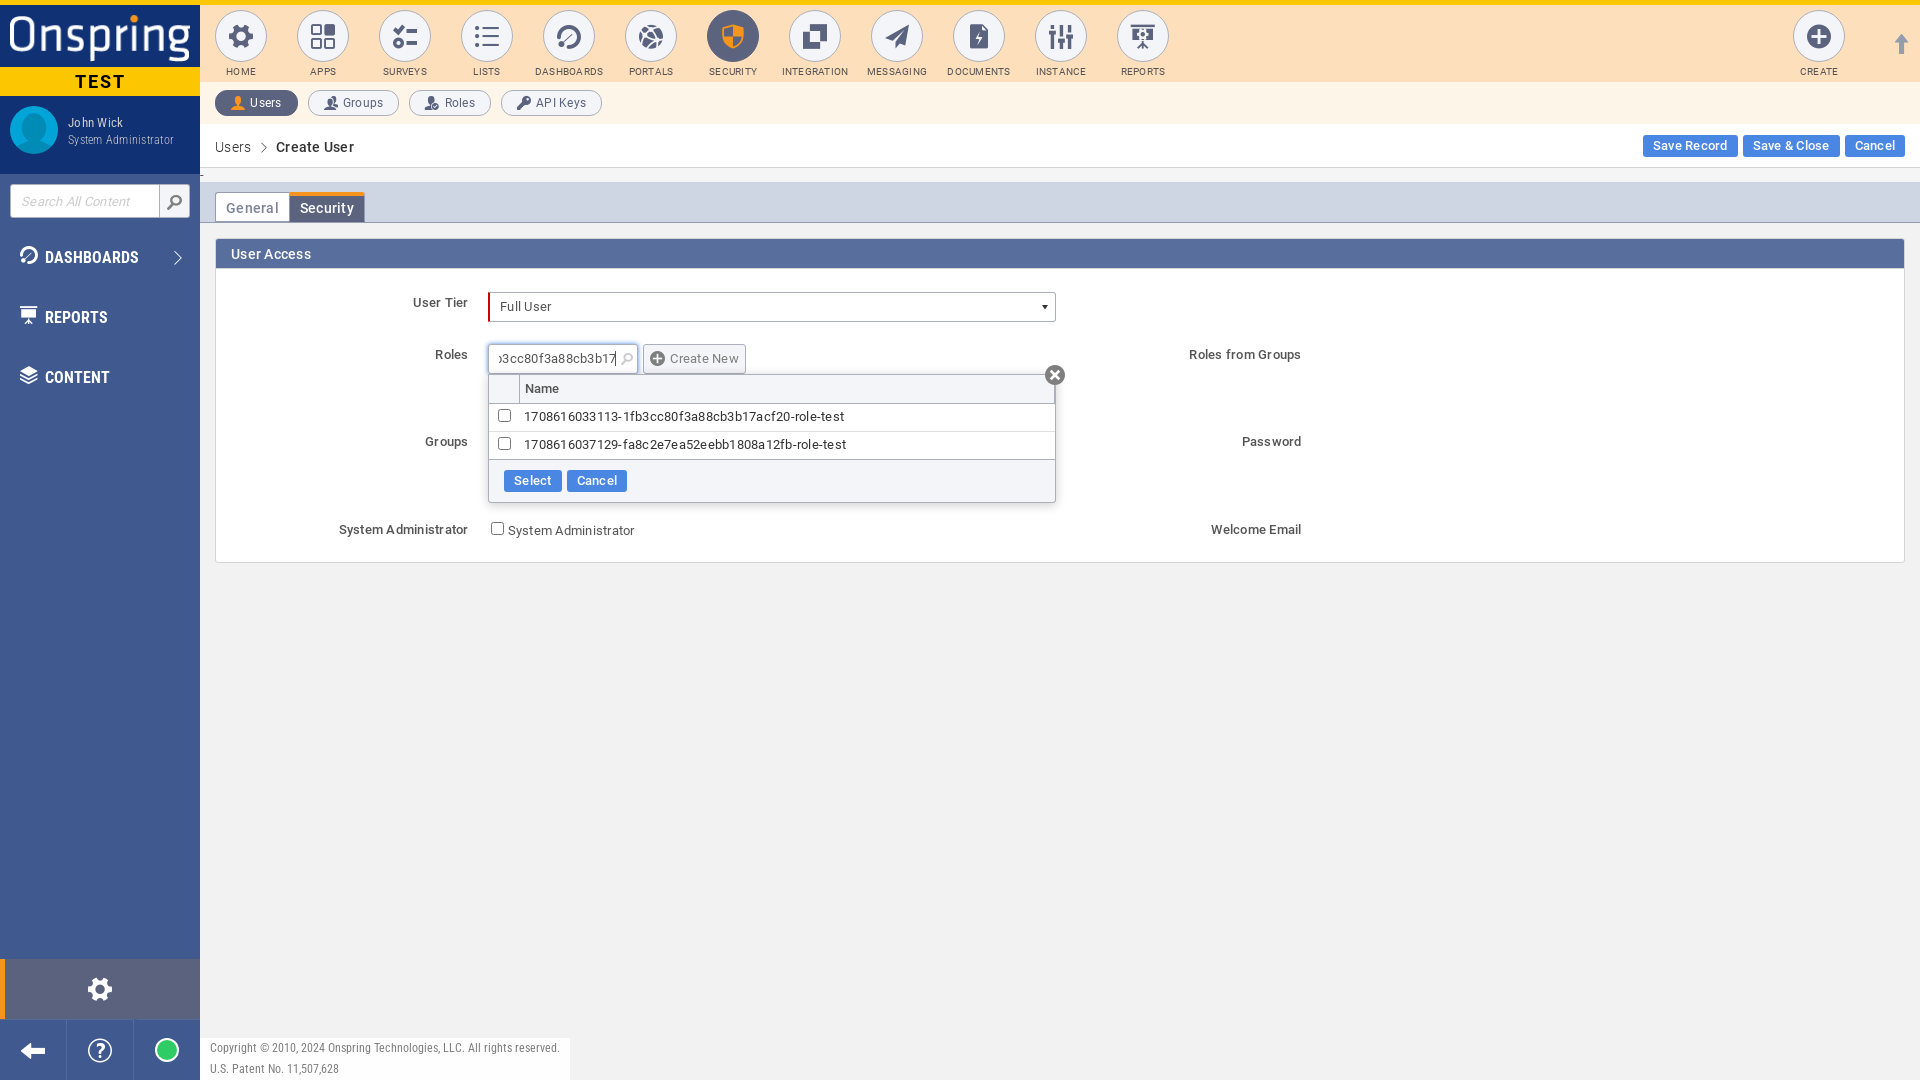 Onspring
TEST
John Wick
System Administrator
Search All Content
DASHBOARDS
REPORTS
CONTENT
HOME APPS SURVEYS LISTS DASHBOARDS PORTALS SECURITY INTEGRATION MESSAGING DOCUMENTS INSTANCE REPORTS CREATE
Users Groups Roles API Keys
Users > Create User Save Record Save & Close Cancel
General Security
User Access
User Tier Full User
Roles 3cc80f3a88cb3b17 Create New Roles from Groups
Name
1708616033113-1fb3cc80f3a88cb3b17acf20-role-test
Groups 1708616037129-fa8c2e7ea52eebb1808a12fb-role-test Password
Select Cancel
System Administrator System Administrator Welcome Email
Copyright © 2010, 2024 Onspring Technologies, LLC. All rights reserved.
U.S. Patent No. 11,507,628